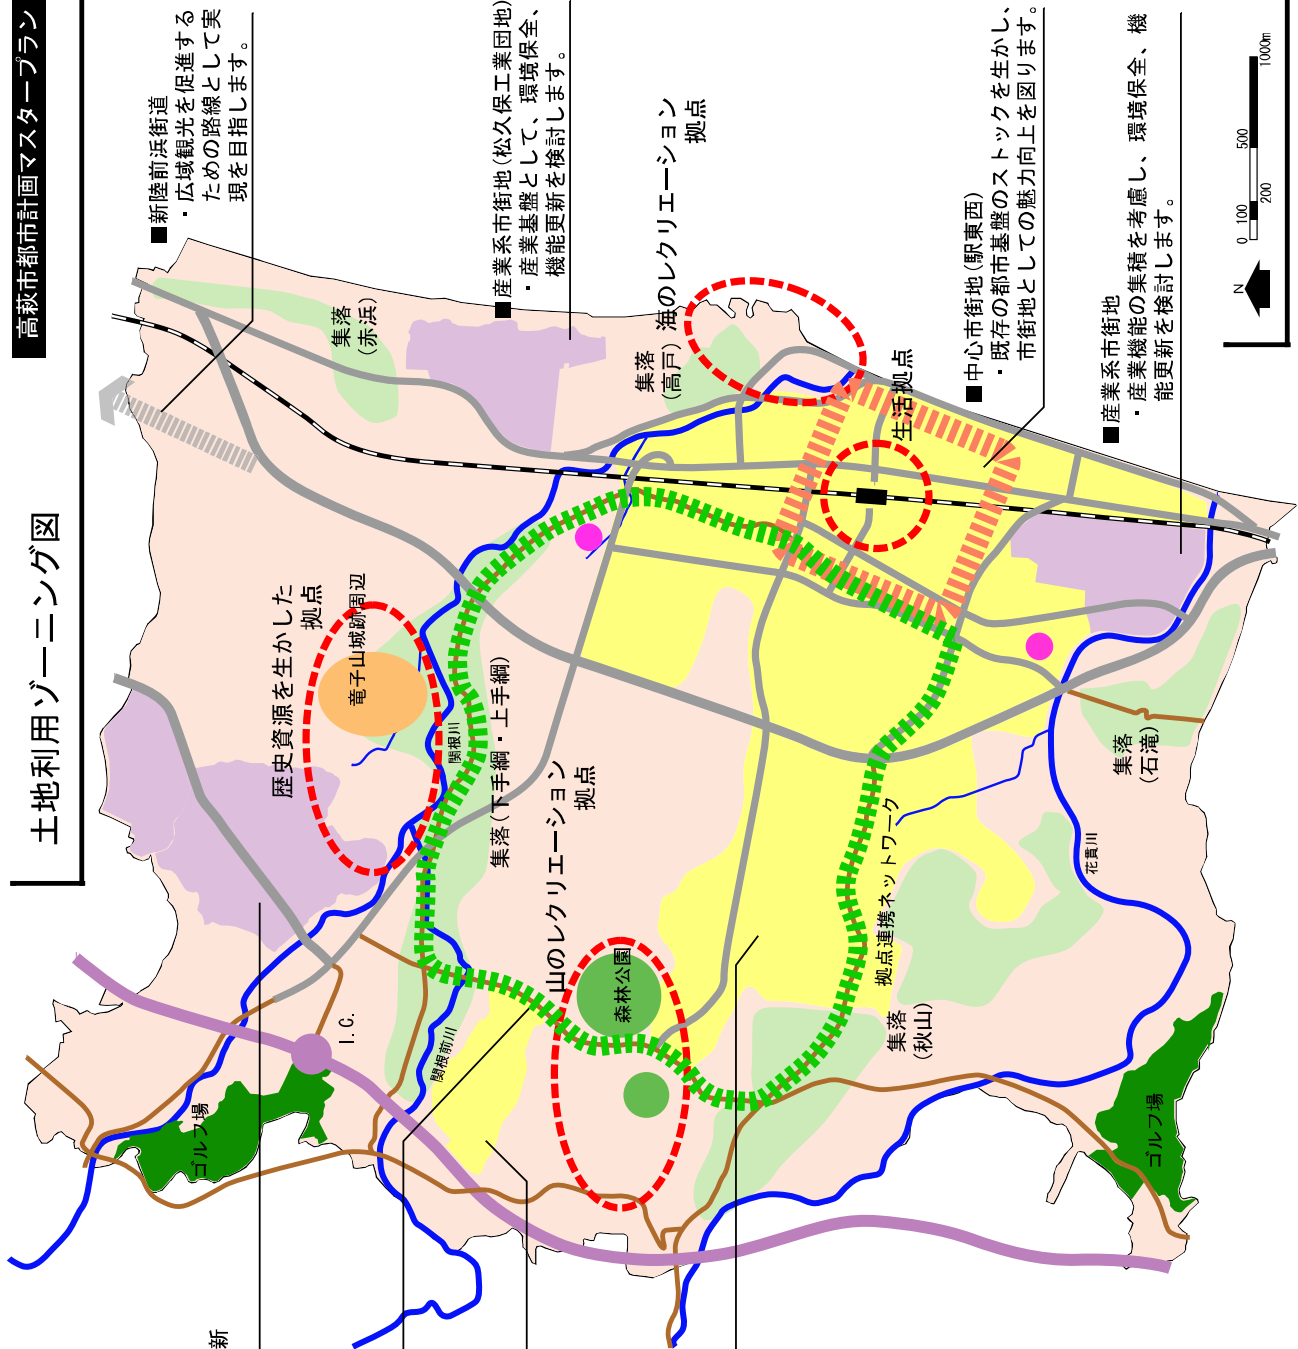 高萩市都市計画マスタープラン
土地利用ゾーニング図
■新陸前浜街道
・広域観光を促進する
ための路線として実
現を目指します。
■産業系市街地(松久保工業団地)
・産業基盤として、環境保全、
機能更新を検討します。
海のレクリエーション
拠点
■中心市街地(駅東西)
・既存の都市基盤のストックを生かし、
市街地としての魅力向上を図ります。
■産業系市街地
・産業機能の集積を考慮し、環境保全、機
能更新を検討します。
集落
(赤浜)
集落
(高戸)
生活拠点
歴史資源を生かした
拠点
竜子山城跡周辺
関根川
集落(下手綱・上手綱)
山のレクリエーション
拠点
森林公園
拠点連携ネットワーク
集落
(石滝)
花貫川
集落
(秋山)
I.C.
関根前川
ゴルフ場
ゴルフ場
新
N
0 100 500 1000m
200